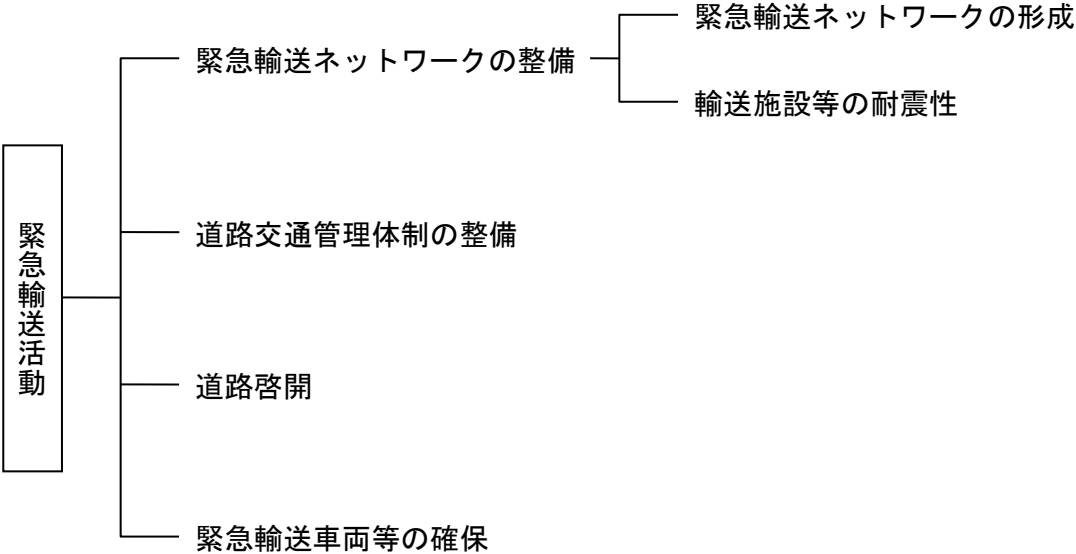 緊急輸送活動
緊急輸送ネットワークの整備
緊急輸送ネットワークの形成
輸送施設等の耐震性
道路交通管理体制の整備
道路啓開
緊急輸送車両等の確保